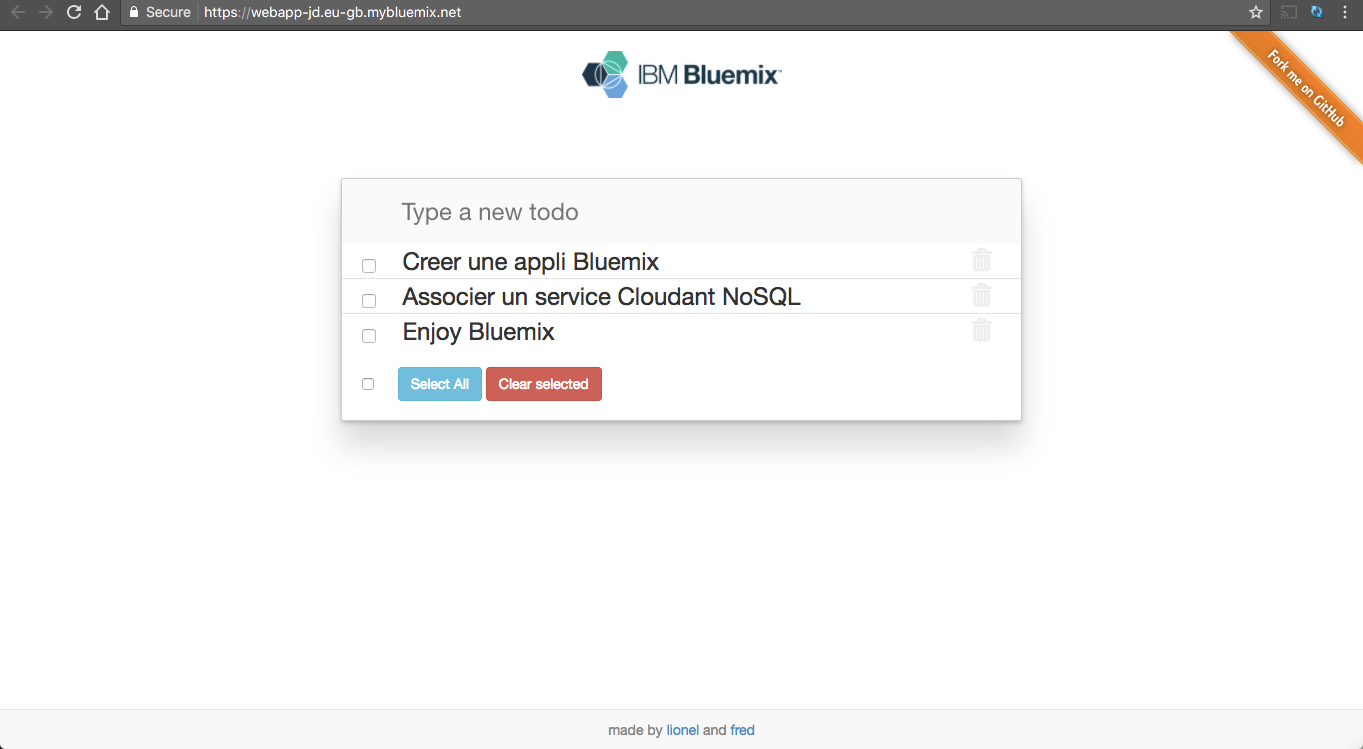 Secure https://webapp-jd.eu-gb.mybluemix.net
IBM Bluemix™
Fork me on GitHub
Type a new todo
Creer une appli Bluemix
Associer un service Cloudant NoSQL
Enjoy Bluemix
Select All Clear selected
made by lionel and fred